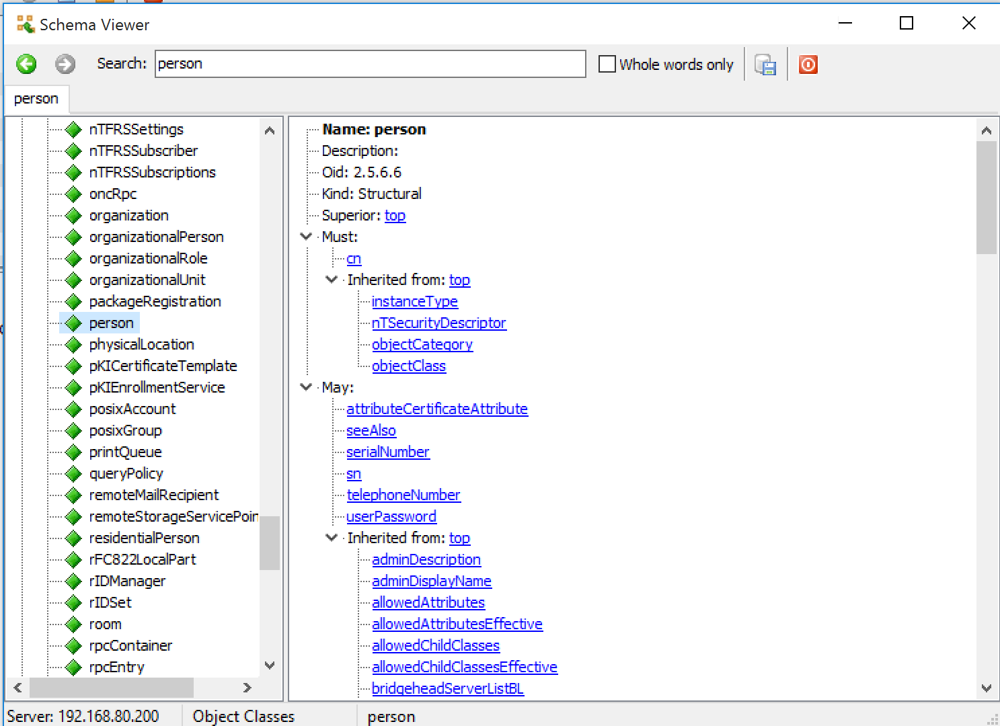 Schema Viewer
Search: person Whole words only
person
nTFRSSettings
nTFRSSubscriber
nTFRSSubscriptions
oncRpc
organization
organizationalPerson
organizationalRole
organizationalUnit
packageRegistration
person
physicalLocation
pKICertificateTemplate
pKIEnrollmentService
posixAccount
posixGroup
printQueue
queryPolicy
remoteMailRecipient
remoteStorageServicePoin
residentialPerson
rFC822LocalPart
rIDManager
rIDSet
room
rpcContainer
rpcEntry
Name: person
Description:
Oid: 2.5.6.6
Kind: Structural
Superior: top
Must:
cn
Inherited from: top
instanceType
nTSecurityDescriptor
objectCategory
objectClass
May:
attributeCertificateAttribute
seeAlso
serialNumber
sn
telephoneNumber
userPassword
Inherited from: top
adminDescription
adminDisplayName
allowedAttributes
allowedAttributesEffective
allowedChildClasses
allowedChildClassesEffective
bridgeheadServerListBL
Server: 192.168.80.200 Object Classes person